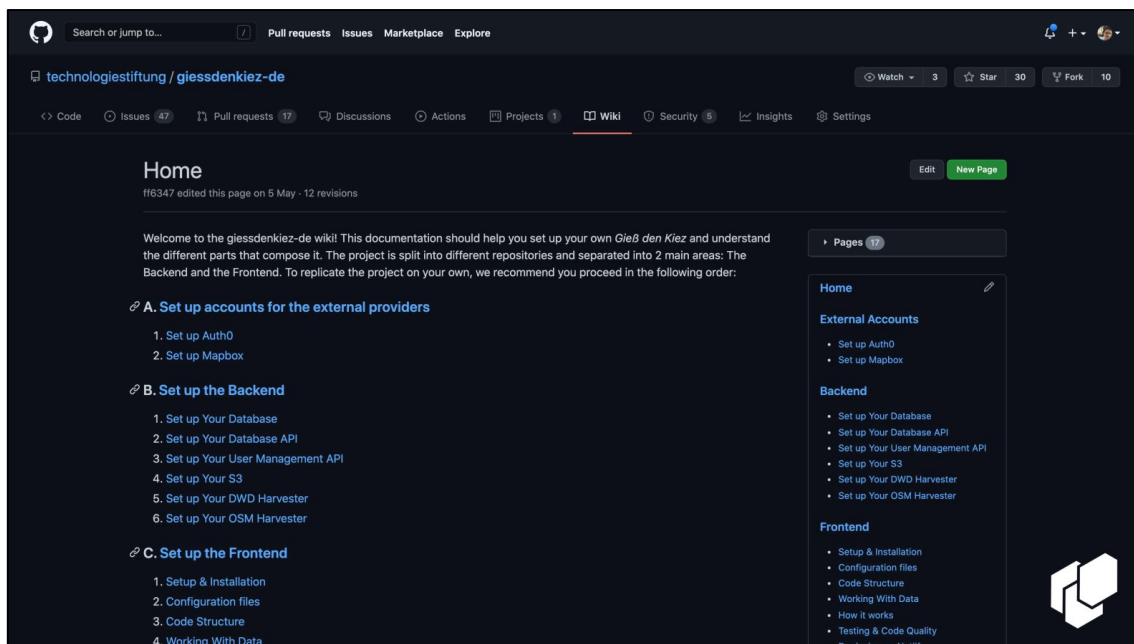 Search or jump to... / Pull requests Issues Marketplace Explore
technologiestiftung / giessdenkiez-de
Watch 3 Star 30 Fork 10
Code Issues 47 Pull requests 17 Discussions Actions Projects 1 Wiki Security 5 Insights Settings
Home
Edit New Page
ff6347 edited this page on 5 May · 12 revisions
Welcome to the giessdenkiez-de wiki! This documentation should help you set up your own Gieß den Kiez and understand
the different parts that compose it. The project is split into different repositories and separated into 2 main areas: The
Backend and the Frontend. To replicate the project on your own, we recommend you proceed in the following order:
A. Set up accounts for the external providers
1. Set up Auth0
2. Set up Mapbox
B. Set up the Backend
1. Set up Your Database
2. Set up Your Database API
3. Set up Your User Management API
4. Set up Your S3
5. Set up Your DWD Harvester
6. Set up Your OSM Harvester
C. Set up the Frontend
1. Setup & Installation
2. Configuration files
3. Code Structure
4. Working With Data
Pages 17
Home
External Accounts
• Set up Auth0
• Set up Mapbox
Backend
• Set up Your Database
• Set up Your Database API
• Set up Your User Management API
• Set up Your S3
• Set up Your DWD Harvester
• Set up Your OSM Harvester
Frontend
• Setup & Installation
• Configuration files
• Code Structure
• Working With Data
• How it works
• Testing & Code Quality